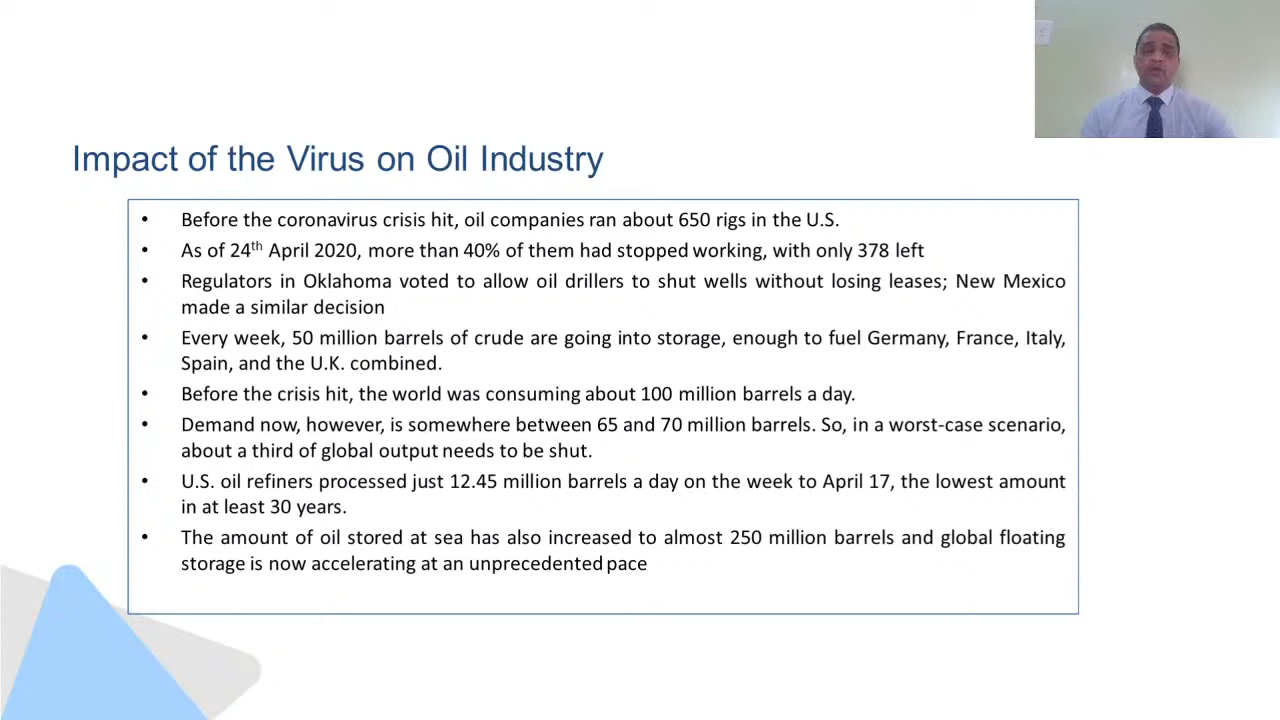 Impact of the Virus on Oil Industry
• Before the coronavirus crisis hit, oil companies ran about 650 rigs in the U.S.
• As of 24th April 2020, more than 40% of them had stopped working, with only 378 left
• Regulators in Oklahoma voted to allow oil drillers to shut wells without losing leases; New Mexico
made a similar decision
• Every week, 50 million barrels of crude are going into storage, enough to fuel Germany, France, Italy,
Spain, and the U.K. combined.
• Before the crisis hit, the world was consuming about 100 million barrels a day.
• Demand now, however, is somewhere between 65 and 70 million barrels. So, in a worst-case scenario,
about a third of global output needs to be shut.
• U.S. oil refiners processed just 12.45 million barrels a day on the week to April 17, the lowest amount
in at least 30 years.
• The amount of oil stored at sea has also increased to almost 250 million barrels and global floating
storage is now accelerating at an unprecedented pace